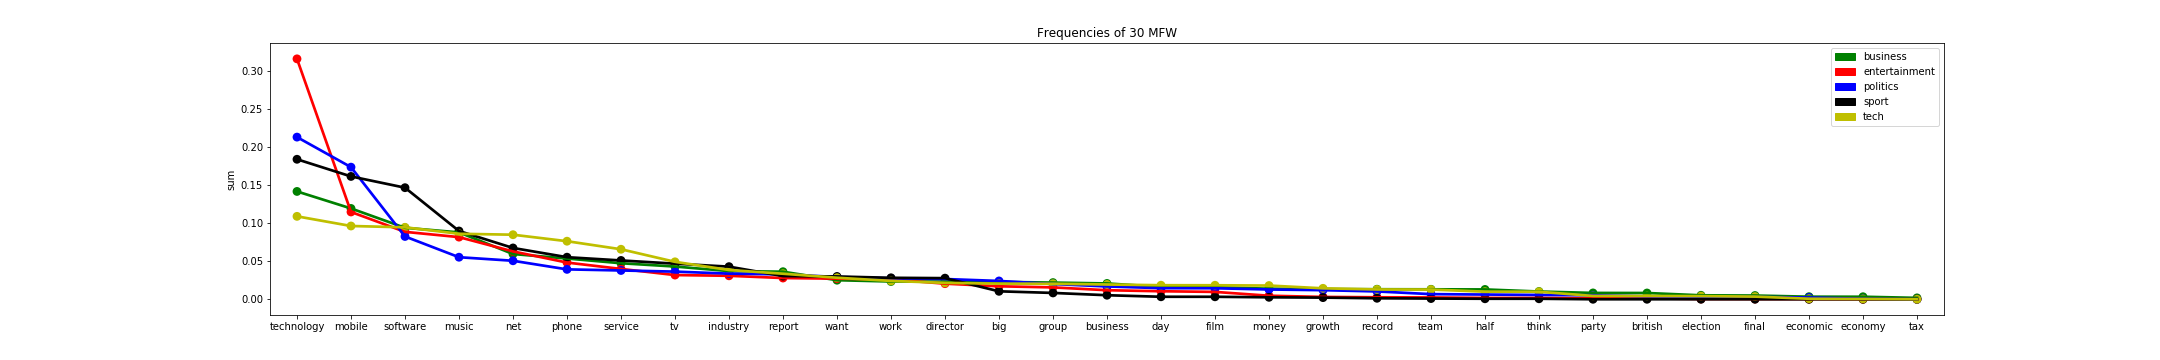 Frequencies of 30 MFW
business
entertainment
politics
sport
tech
sum
0.30
0.25
0.20
0.15
0.10
0.05
0.00
technology mobile software music net phone service tv industry report want work director big group business day film money growth record team half think party british election final economic economy tax